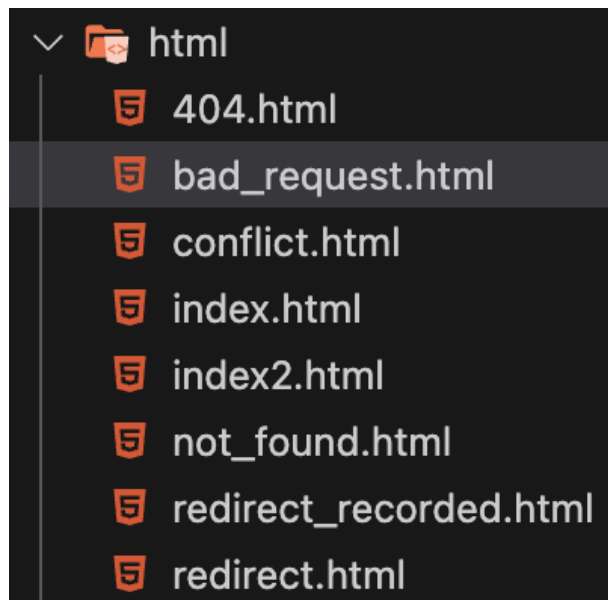 html
404.html
bad_request.html
conflict.html
index.html
index2.html
not_found.html
redirect_recorded.html
redirect.html